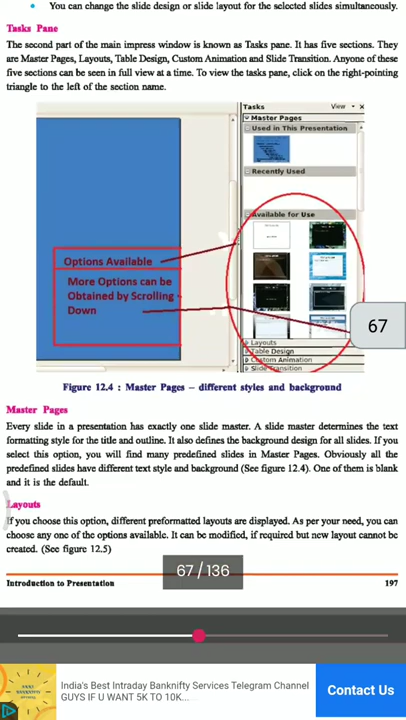 • You can change the slide design or slide layout for the selected slides simultaneously.
Tasks Pane
The second part of the main impress window is known as Tasks pane. It has five sections. They
are Master Pages, Layouts, Table Design, Custom Animation and Slide Transition. Anyone of these
five sections can be seen in full view at a time. To view the tasks pane, click on the right-pointing
triangle to the left of the section name.
Tasks View
Master Pages
Used in This Presentation
Recently Used
Available for Use
Options Available
More Options can be
Obtained by Scrolling
Down
67
Layouts
Table Design
Custom Animation
Slide Transition
Figure 12.4 : Master Pages – different styles and background
Master Pages
Every slide in a presentation has exactly one slide master. A slide master determines the text
formatting style for the title and outline. It also defines the background design for all slides. If you
select this option, you will find many predefined slides in Master Pages. Obviously all the
predefined slides have different text style and background (See figure 12.4). One of them is blank
and it is the default.
Layouts
If you choose this option, different preformatted layouts are displayed. As per your need, you can
choose any one of the options available. It can be modified, if required but new layout cannot be
created. (See figure 12.5)
67 / 136
Introduction to Presentation 197
India's Best Intraday Banknifty Services Telegram Channel
GUYS IF U WANT 5K TO 10K...
Contact Us